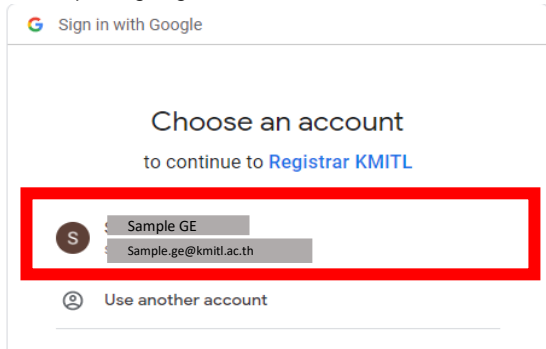 Sign in with Google
Choose an account
to continue to Registrar KMITL
S
Sample GE
Sample.ge@kmitl.ac.th
Use another account